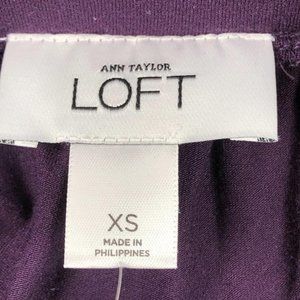 ANN TAYLOR
LOFT
XS
MADE IN
PHILIPPINES